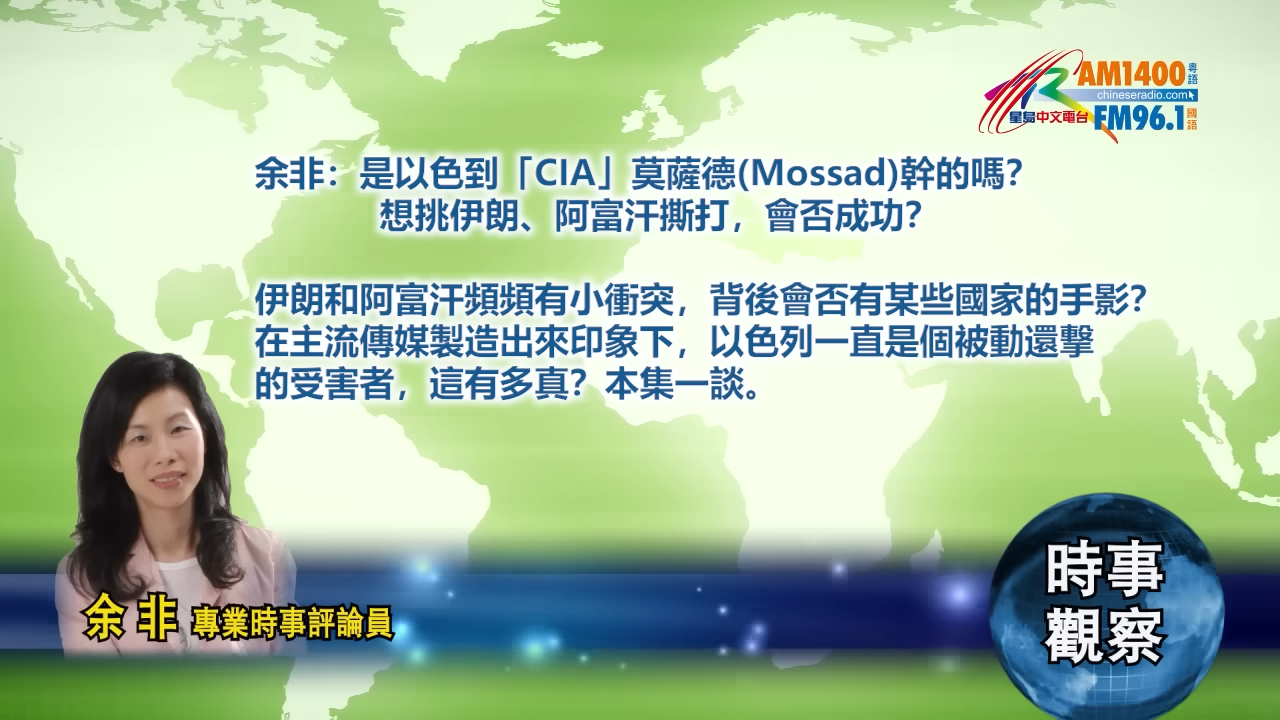 AM1400 粵語
chineseradio.com
星島中文電台 FM96.1 國語
余非：是以色到「CIA」莫薩德(Mossad)幹的嗎？
想挑伊朗、阿富汗撕打，會否成功？
伊朗和阿富汗頻頻有小衝突，背後會否有某些國家的手影？
在主流傳媒製造出來印象下，以色列一直是個被動還擊
的受害者，這有多真？本集一談。
余非 專業時事評論員
時事
觀察